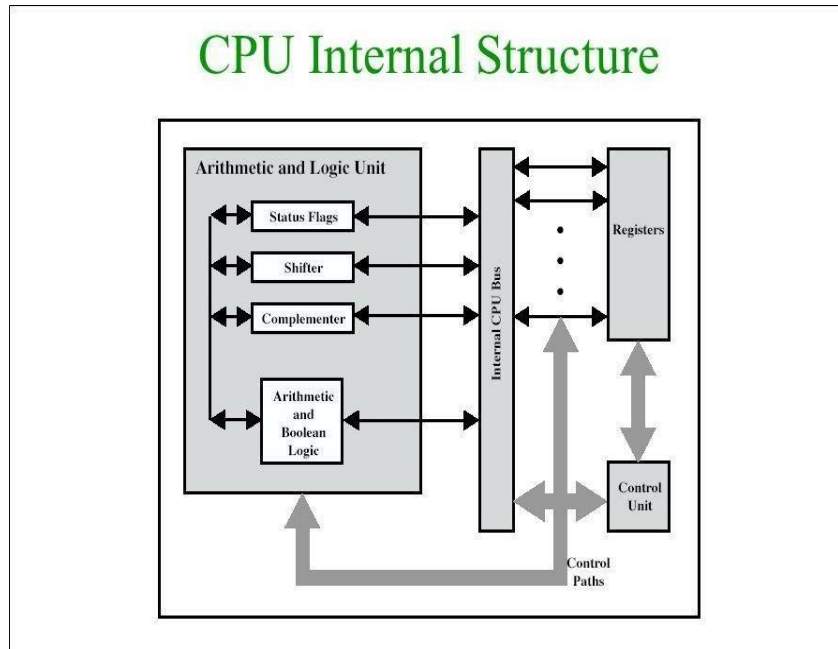 CPU Internal Structure
Arithmetic and Logic Unit
Status Flags
Shifter
Complementer
Arithmetic
and
Boolean
Logic
Internal CPU Bus
Registers
Control
Unit
Control
Paths